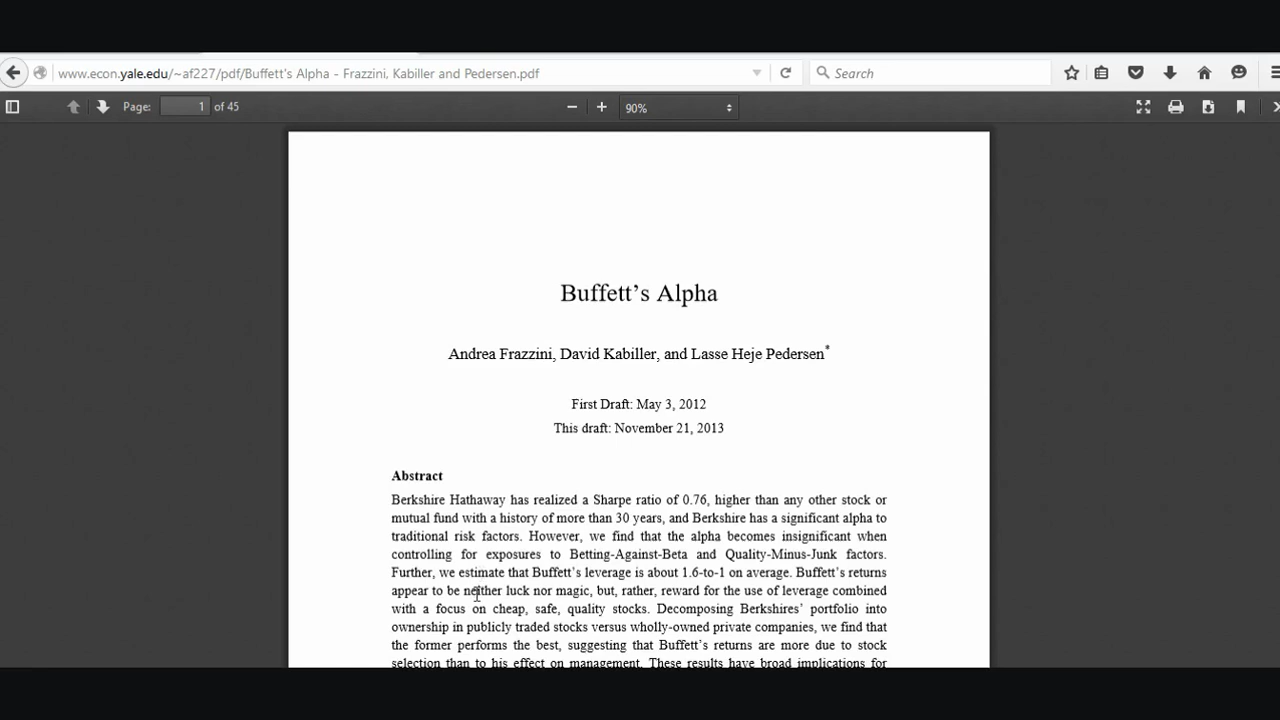 www.econ.yale.edu/~af227/pdf/Buffett's Alpha - Frazzini, Kabiller and Pedersen.pdf
Search
Page: 1 of 45
90%
Buffett’s Alpha
Andrea Frazzini, David Kabiller, and Lasse Heje Pedersen*
First Draft: May 3, 2012
This draft: November 21, 2013
Abstract
Berkshire Hathaway has realized a Sharpe ratio of 0.76, higher than any other stock or
mutual fund with a history of more than 30 years, and Berkshire has a significant alpha to
traditional risk factors. However, we find that the alpha becomes insignificant when
controlling for exposures to Betting-Against-Beta and Quality-Minus-Junk factors.
Further, we estimate that Buffett’s leverage is about 1.6-to-1 on average. Buffett’s returns
appear to be neither luck nor magic, but, rather, reward for the use of leverage combined
with a focus on cheap, safe, quality stocks. Decomposing Berkshires’ portfolio into
ownership in publicly traded stocks versus wholly-owned private companies, we find that
the former performs the best, suggesting that Buffett’s returns are more due to stock
selection than to his effect on management. These results have broad implications for